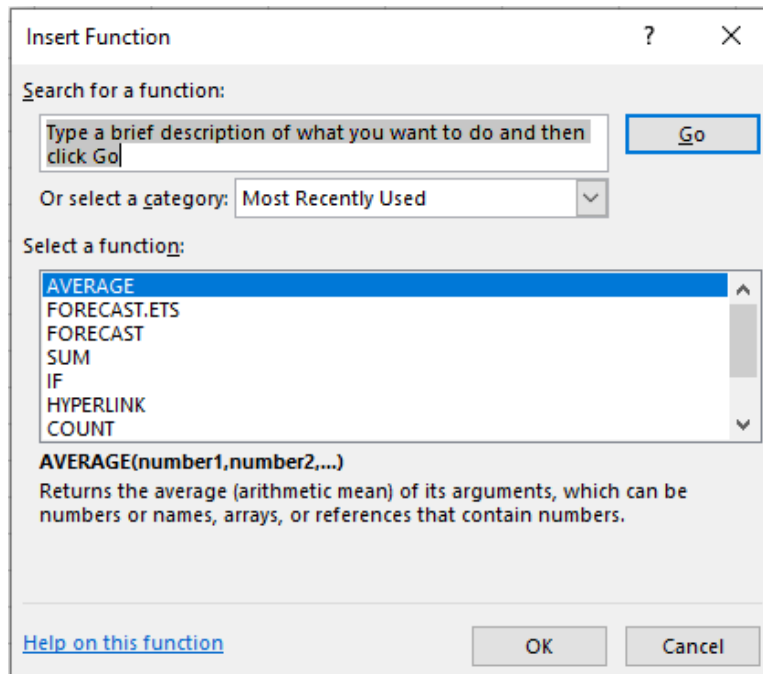 Insert Function
?
Search for a function:
Type a brief description of what you want to do and then
click Go
Go
Or select a category: Most Recently Used
Select a function:
AVERAGE
FORECAST.ETS
FORECAST
SUM
IF
HYPERLINK
COUNT
AVERAGE(number1,number2,...)
Returns the average (arithmetic mean) of its arguments, which can be
numbers or names, arrays, or references that contain numbers.
Help on this function
OK
Cancel